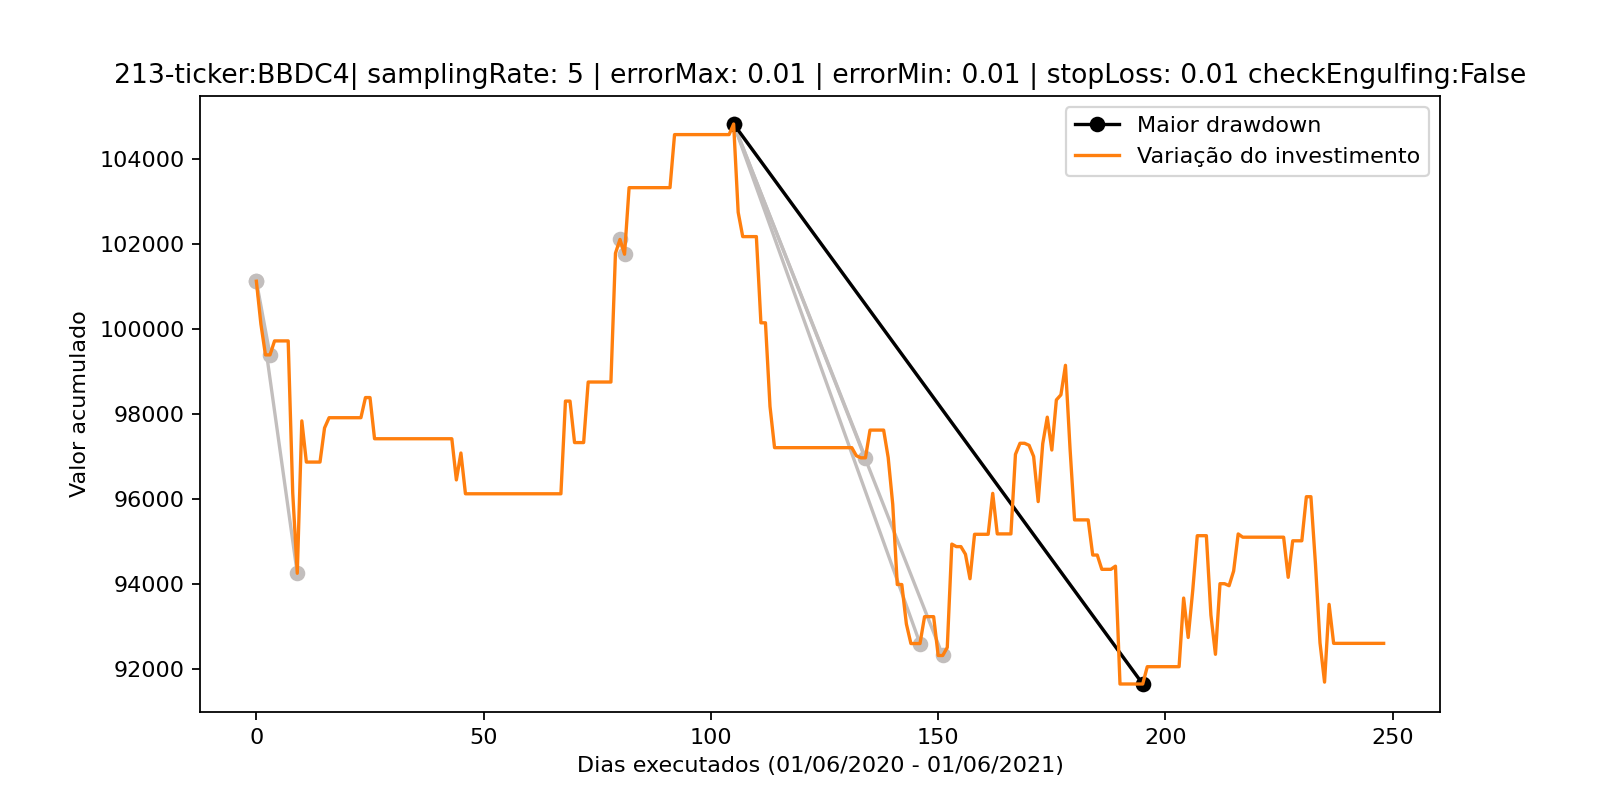 213-ticker:BBDC4| samplingRate: 5 | errorMax: 0.01 | errorMin: 0.01 | stopLoss: 0.01 checkEngulfing:False
Maior drawdown
Variação do investimento
Valor acumulado
104000
102000
100000
98000
96000
94000
92000
0 50 100 150 200 250
Dias executados (01/06/2020 - 01/06/2021)